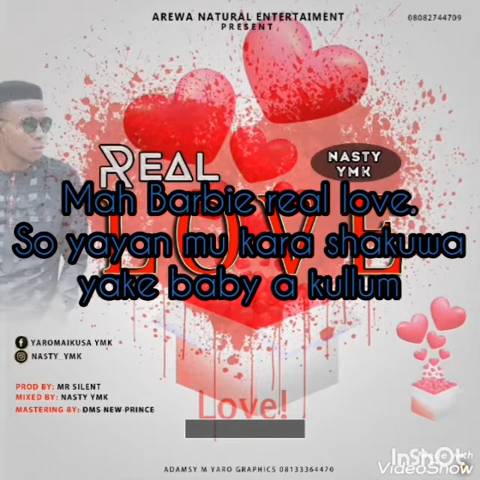 AREWA NATURAL ENTERTAIMENT
PRESENT
08082744709
REAL
NASTY
YMK
LOVE
Mah Barbie real love.
So yayan mu kara shakuwa
yake baby a kullum
YAROMAIKUSA YMK
NASTY_YMK
PROD BY: MR SILENT
MIXED BY: NASTY YMK
MASTERING BY: DMS NEW PRINCE
Love!
ADAMSY M YARO GRAPHICS 08133364470
InShOt
Made with
VideoShow